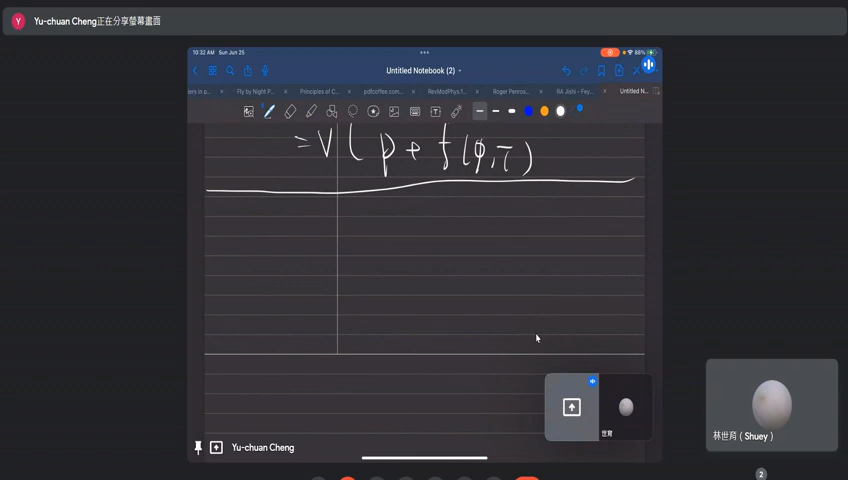 Y Yu-chuan Cheng正在分享螢幕畫面
10:32 AM Sun Jun 25
88%
Untitled Notebook (2)
ers in p...
Fly by Night P...
Principles of C...
pdfcoffee.com...
RevModPhys.1...
Roger Penros...
RA Jishi - Fey...
Untitled N...
= V ( p + f(φ,π)
世育
Yu-chuan Cheng
林世育（Shuey）
2